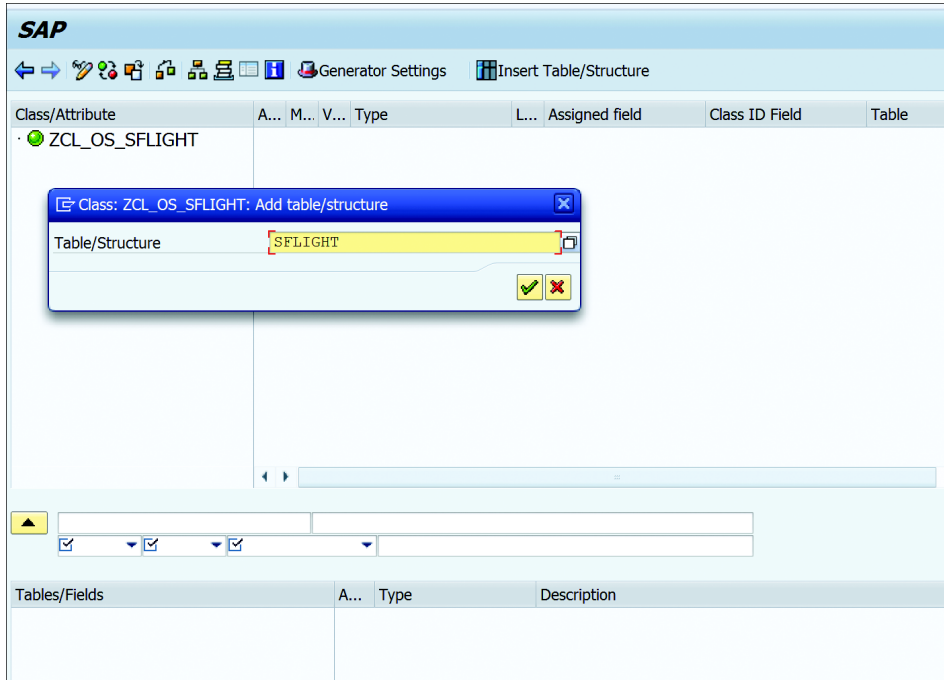 SAP
Generator Settings Insert Table/Structure
Class/Attribute A... M... V... Type L... Assigned field Class ID Field Table
ZCL_OS_SFLIGHT
Class: ZCL_OS_SFLIGHT: Add table/structure
Table/Structure SFLIGHT
Tables/Fields A... Type Description